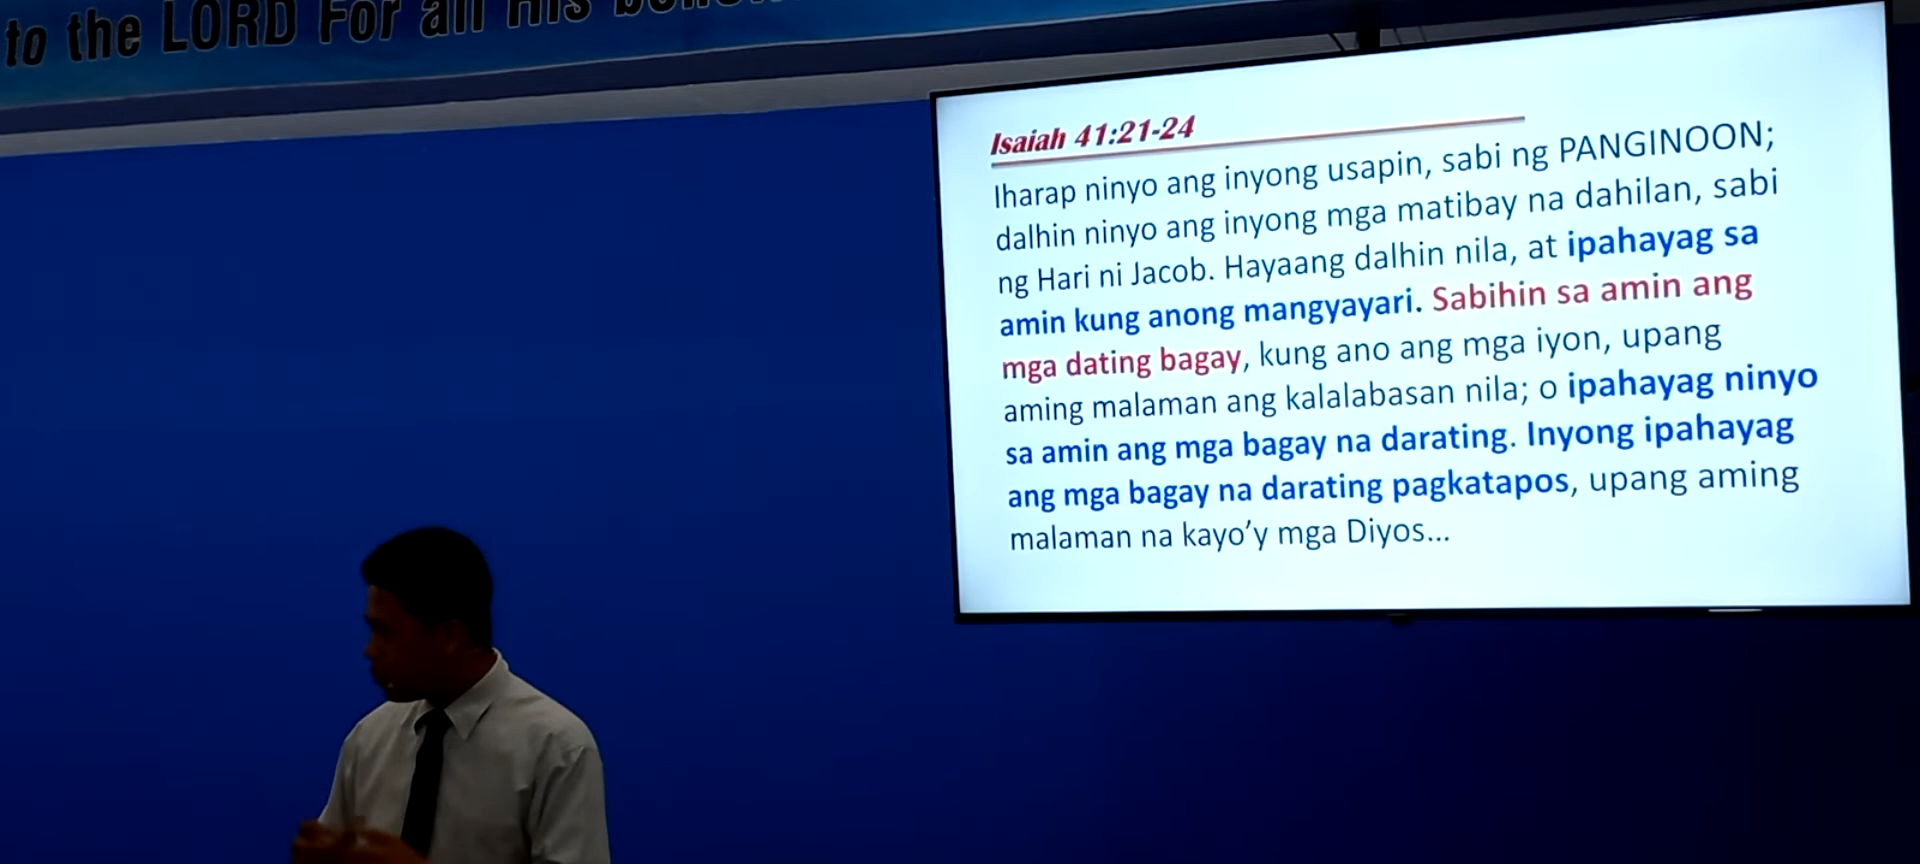 to the LORD For all His
Isaiah 41:21-24
Iharap ninyo ang inyong usapin, sabi ng PANGINOON;
dalhin ninyo ang inyong mga matibay na dahilan, sabi
ng Hari ni Jacob. Hayaang dalhin nila, at ipahayag sa
amin kung anong mangyayari. Sabihin sa amin ang
mga dating bagay, kung ano ang mga iyon, upang
aming malaman ang kalalabasan nila; o ipahayag ninyo
sa amin ang mga bagay na darating. Inyong ipahayag
ang mga bagay na darating pagkatapos, upang aming
malaman na kayo’y mga Diyos...